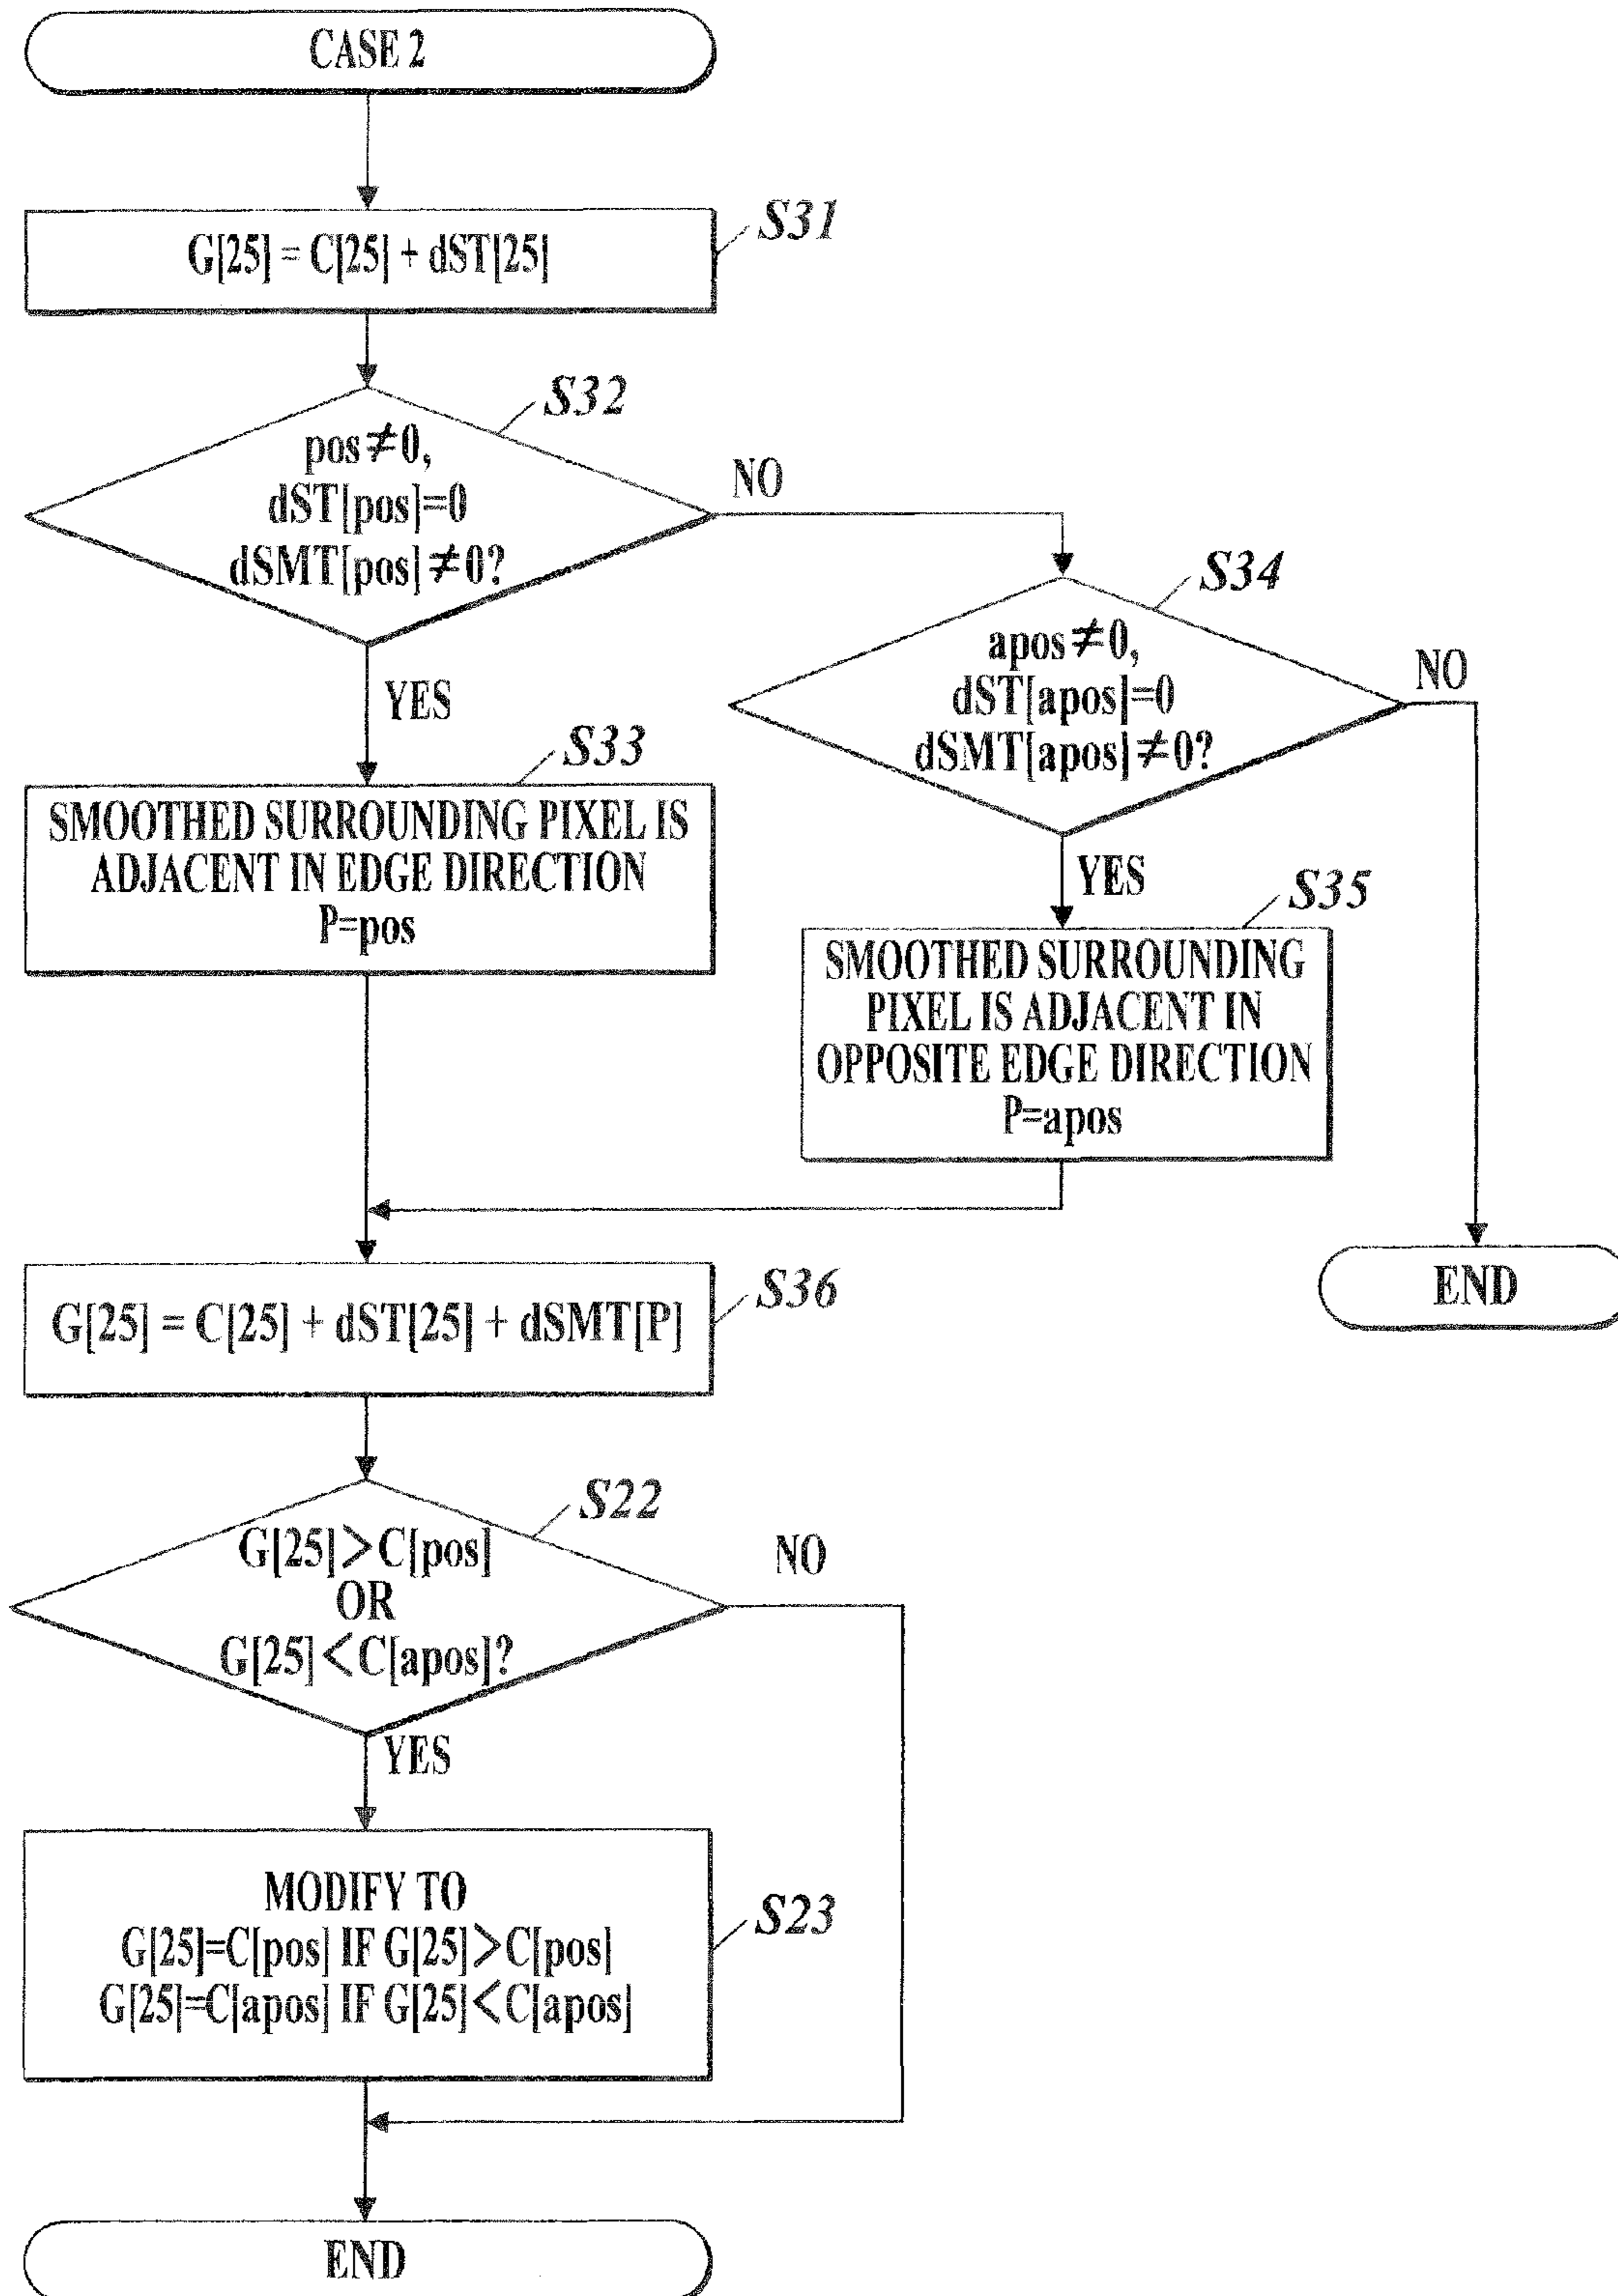 CASE 2
S31
G[25] = C[25] + dST[25]
S32
pos≠0,
dST[pos]=0
dSMT[pos]≠0?
NO
YES
S34
apos≠0,
dST[apos]=0
dSMT[apos]≠0?
NO
YES
S33
SMOOTHED SURROUNDING PIXEL IS
ADJACENT IN EDGE DIRECTION
P=pos
S35
SMOOTHED SURROUNDING
PIXEL IS ADJACENT IN
OPPOSITE EDGE DIRECTION
P=apos
END
S36
G[25] = C[25] + dST[25] + dSMT[P]
S22
G[25]>C[pos]
OR
G[25]<C[apos]?
NO
YES
S23
MODIFY TO
G[25]=C[pos] IF G[25]>C[pos]
G[25]=C[apos] IF G[25]<C[apos]
END